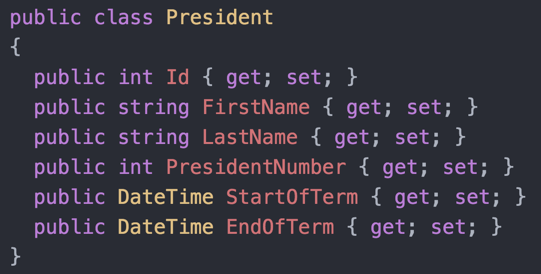 public class President
{
  public int Id { get; set; }
  public string FirstName { get; set; }
  public string LastName { get; set; }
  public int PresidentNumber { get; set; }
  public DateTime StartOfTerm { get; set; }
  public DateTime EndOfTerm { get; set; }
}